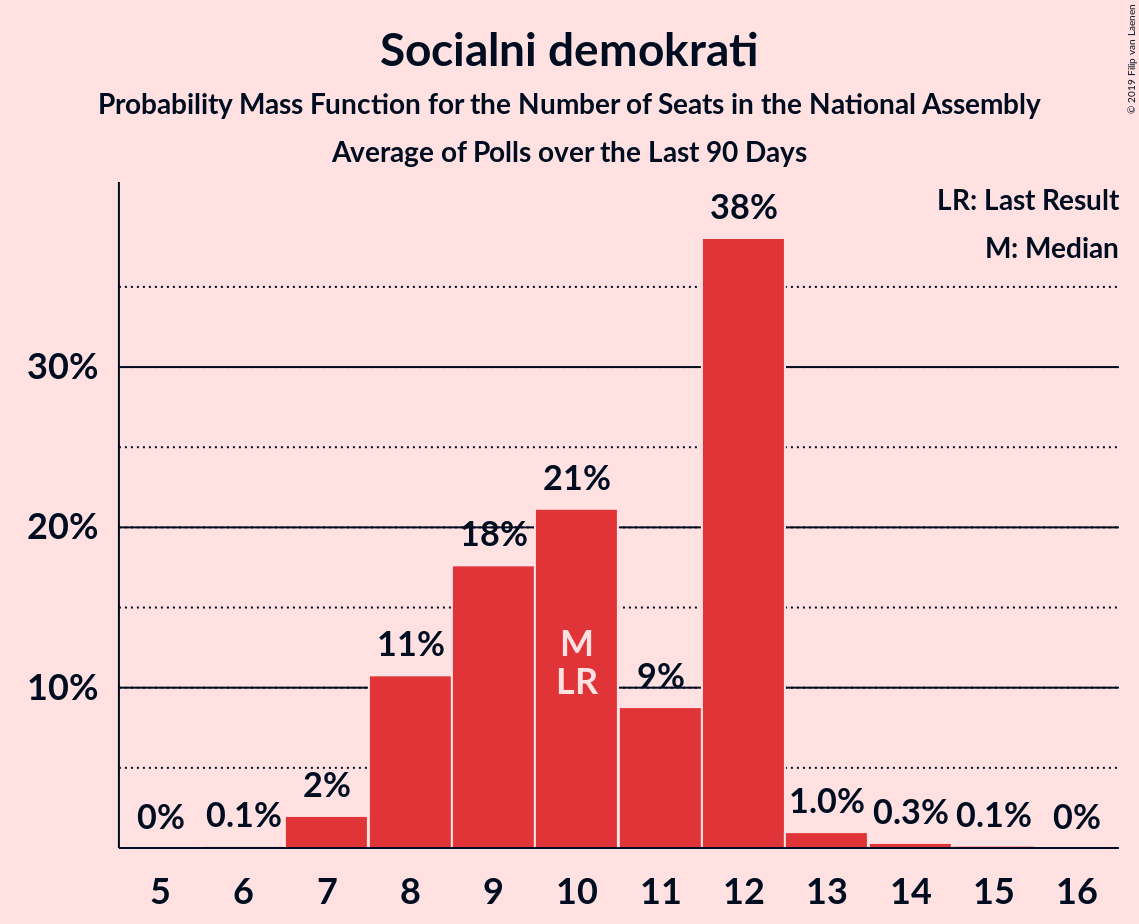 Socialni demokrati
Probability Mass Function for the Number of Seats in the National Assembly
Average of Polls over the Last 90 Days
© 2019 Filip van Laenen
LR: Last Result
M: Median
38%
30%
21%
20%
18%
11%
M
LR
9%
10%
2%
0%
0.1%
1.0%
0.3%
0.1%
0%
5 6 7 8 9 10 11 12 13 14 15 16